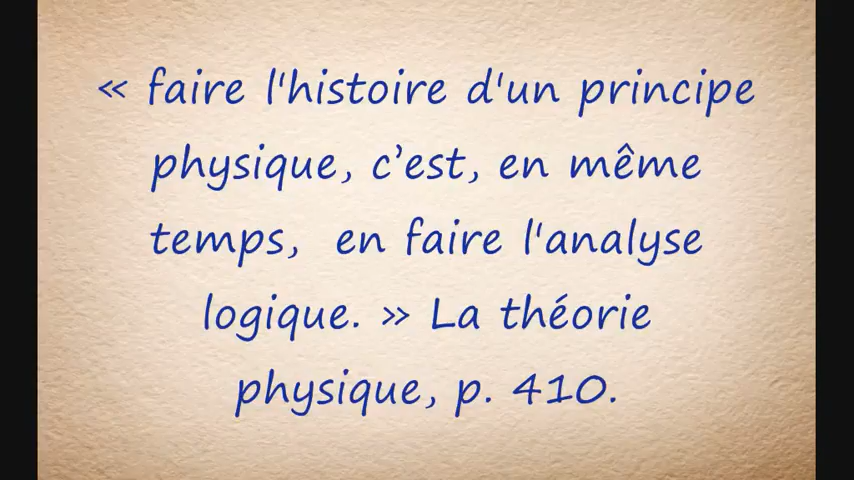 « faire l'histoire d'un principe
physique, c’est, en même
temps,  en faire l'analyse
logique. » La théorie
physique, p. 410.